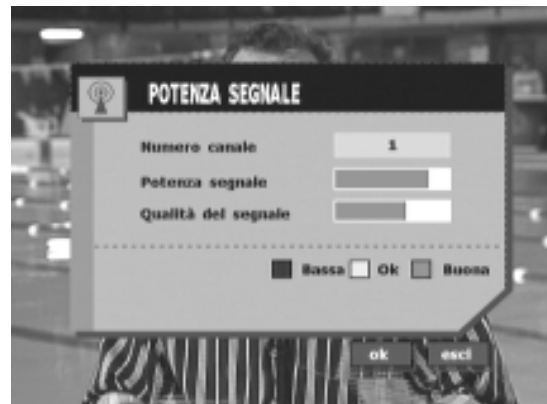 POTENZA SEGNALE
Numero canale 1
Potenza segnale
Qualità del segnale
Bassa Ok Buona
ok esci